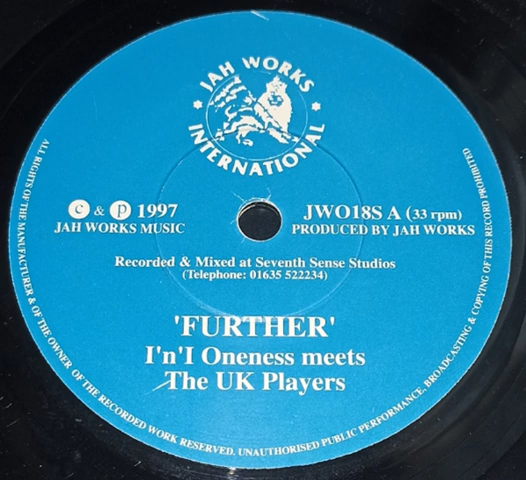 JAH WORKS
INTERNATIONAL
© & ℗ 1997
JAH WORKS MUSIC
JWO18S A (33 rpm)
PRODUCED BY JAH WORKS
Recorded & Mixed at Seventh Sense Studios
(Telephone: 01635 522234)
'FURTHER'
I'n'I Oneness meets
The UK Players
ALL RIGHTS OF THE MANUFACTURER & OF THE OWNER OF THE RECORDED WORK RESERVED. UNAUTHORISED PUBLIC PERFORMANCE, BROADCASTING & COPYING OF THIS RECORD PROHIBITED